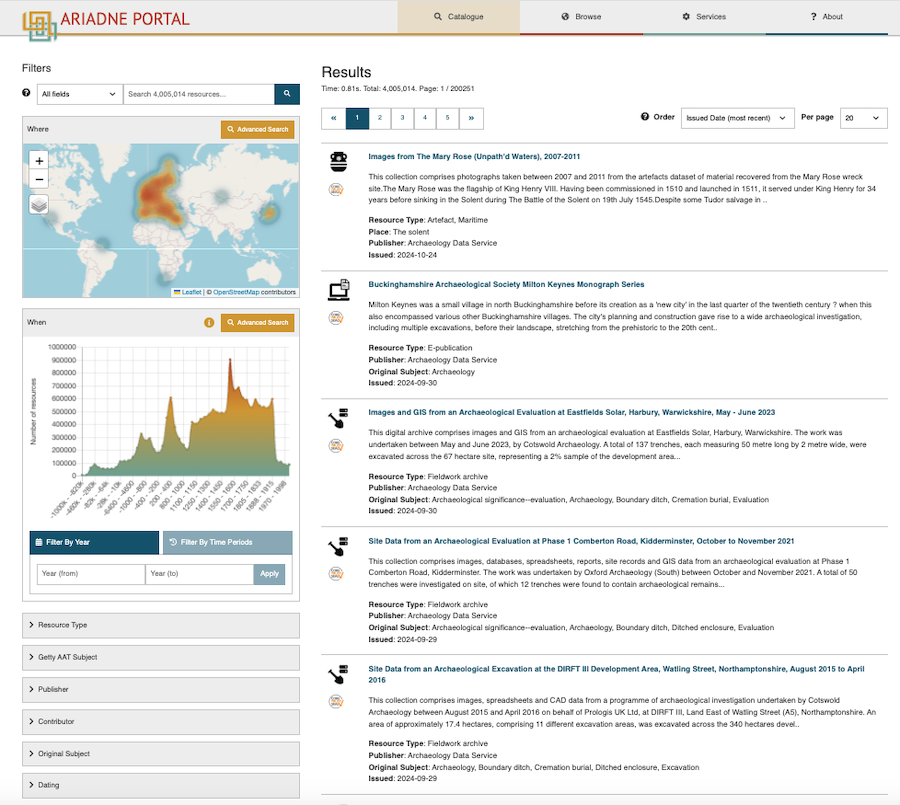 ARIADNE PORTAL
Catalogue
Browse
Services
? About
Filters
All fields
Search 4,005,014 resources...
Where
Advanced Search
+
−
Leaflet | © OpenStreetMap contributors
When
Advanced Search
Number of resources
1000000
900000
800000
700000
600000
500000
400000
300000
200000
100000
0
-1000k - -820k
-460k - -280k
-82k - -64k
-28k - -10k
-6400 - -4600
-1000 - -800
-400 - -200
200 - 400
800 - 1000
1100 - 1150
1250 - 1300
1400 - 1450
1550 - 1600
1700 - 1750
1805 - 1833
1888 - 1915
1970 - 1998
Filter By Year
Filter By Time Periods
Year (from)
Year (to)
Apply
Resource Type
Getty AAT Subject
Publisher
Contributor
Original Subject
Dating
Results
Time: 0.81s. Total: 4,005,014. Page: 1 / 200251
« 1 2 3 4 5 »
Order
Issued Date (most recent)
Per page
20
Images from The Mary Rose (Unpath'd Waters), 2007-2011
This collection comprises photographs taken between 2007 and 2011 from the artefacts dataset of material recovered from the Mary Rose wreck
site.The Mary Rose was the flagship of King Henry VIII. Having been commissioned in 1510 and launched in 1511, it served under King Henry for 34
years before sinking in the Solent during The Battle of the Solent on 19th July 1545.Despite some Tudor salvage in ..
Resource Type: Artefact, Maritime
Place: The solent
Publisher: Archaeology Data Service
Issued: 2024-10-24
Buckinghamshire Archaeological Society Milton Keynes Monograph Series
Milton Keynes was a small village in north Buckinghamshire before its creation as a 'new city' in the last quarter of the twentieth century ? when this
also encompassed various other Buckinghamshire villages. The city's planning and construction gave rise to a wide archaeological investigation,
including multiple excavations, before their landscape, stretching from the prehistoric to the 20th cent..
Resource Type: E-publication
Publisher: Archaeology Data Service
Original Subject: Archaeology
Issued: 2024-09-30
Images and GIS from an Archaeological Evaluation at Eastfields Solar, Harbury, Warwickshire, May - June 2023
This digital archive comprises images and GIS from an archaeological evaluation at Eastfields Solar, Harbury, Warwickshire. The work was
undertaken between May and June 2023, by Cotswold Archaeology. A total of 137 trenches, each measuring 50 metre long by 2 metre wide, were
excavated across the 67 hectare site, representing a 2% sample of the development area...
Resource Type: Fieldwork archive
Publisher: Archaeology Data Service
Original Subject: Archaeological significance--evaluation, Archaeology, Boundary ditch, Cremation burial, Evaluation
Issued: 2024-09-30
Site Data from an Archaeological Evaluation at Phase 1 Comberton Road, Kidderminster, October to November 2021
This collection comprises images, databases, spreadsheets, reports, site records and GIS data from an archaeological evaluation at Phase 1
Comberton Road, Kidderminster. The work was undertaken by Oxford Archaeology (South) between October and November 2021. A total of 50
trenches were investigated on site, of which 12 trenches were found to contain archaeological remains...
Resource Type: Fieldwork archive
Publisher: Archaeology Data Service
Original Subject: Archaeological significance--evaluation, Archaeology, Boundary ditch, Ditched enclosure, Evaluation
Issued: 2024-09-29
Site Data from an Archaeological Excavation at the DIRFT III Development Area, Watling Street, Northamptonshire, August 2015 to April
2016
This collection comprises images, spreadsheets and CAD data from a programme of archaeological investigation undertaken by Cotswold
Archaeology between August 2015 and April 2016 on behalf of Prologis UK Ltd, at DIRFT III, Land East of Watling Street (A5), Northamptonshire. An
area of approximately 17.4 hectares, comprising 11 different excavation areas, was excavated across the 340 hectares devel..
Resource Type: Fieldwork archive
Publisher: Archaeology Data Service
Original Subject: Archaeology, Boundary ditch, Cremation burial, Ditched enclosure, Excavation
Issued: 2024-09-29